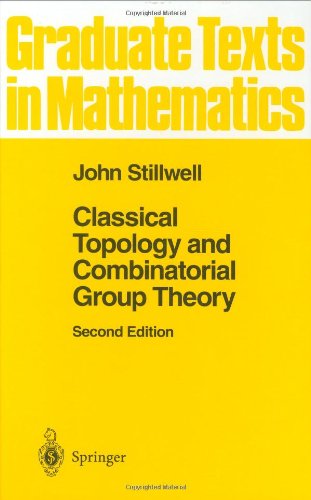 Graduate Texts
in Mathematics
John Stillwell
Classical
Topology and
Combinatorial
Group Theory
Second Edition
Springer